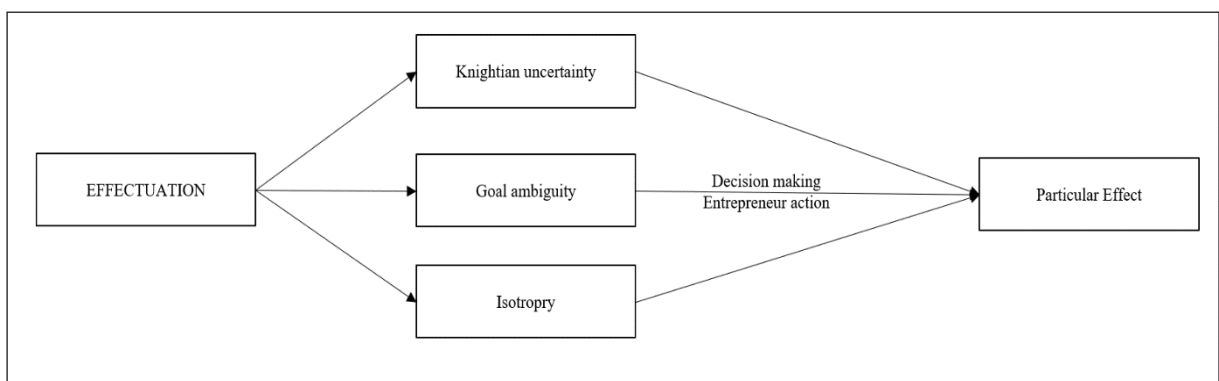 Knightian uncertainty
EFFECTUATION
Goal ambiguity
Decision making
Entrepreneur action
Particular Effect
Isotropry